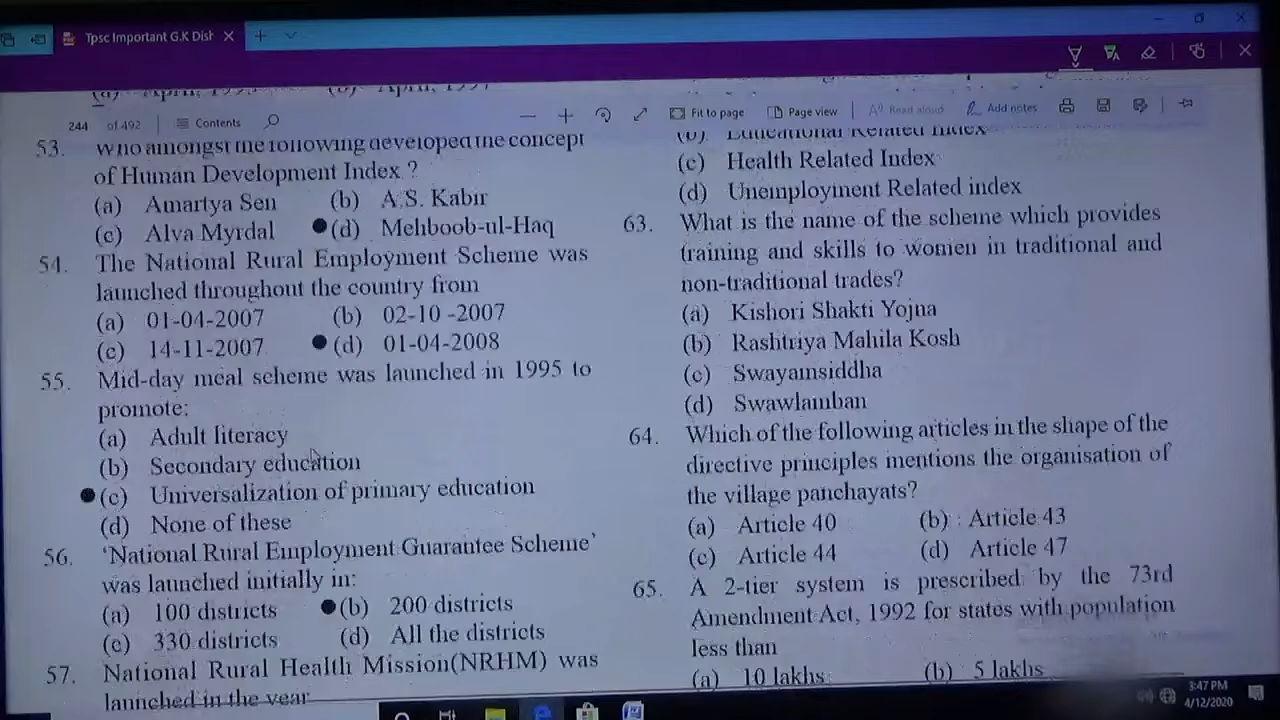 Tpsc Important G.K Dist
244 of 492
Contents
Fit to page
Page view
Read aloud
Add notes
53. Who amongst the following developed the concept
of Human Development Index ?
(a) Amartya Sen (b) A.S. Kabir
(c) Alva Myrdal (d) Mehboob-ul-Haq
54. The National Rural Employment Scheme was
launched throughout the country from
(a) 01-04-2007 (b) 02-10 -2007
(c) 14-11-2007 (d) 01-04-2008
55. Mid-day meal scheme was launched in 1995 to
promote:
(a) Adult literacy
(b) Secondary education
(c) Universalization of primary education
(d) None of these
56. ‘National Rural Employment Guarantee Scheme’
was launched initially in:
(a) 100 districts (b) 200 districts
(c) 330 districts (d) All the districts
57. National Rural Health Mission(NRHM) was
launched in the year
(b) Educational Related Index
(c) Health Related Index
(d) Unemployment Related index
63. What is the name of the scheme which provides
training and skills to women in traditional and
non-traditional trades?
(a) Kishori Shakti Yojna
(b) Rashtriya Mahila Kosh
(c) Swayamsiddha
(d) Swawlamban
64. Which of the following articles in the shape of the
directive principles mentions the organisation of
the village panchayats?
(a) Article 40 (b) Article 43
(c) Article 44 (d) Article 47
65. A 2-tier system is prescribed by the 73rd
Amendment Act, 1992 for states with population
less than
(a) 10 lakhs (b) 5 lakhs
3:47 PM
4/12/2020